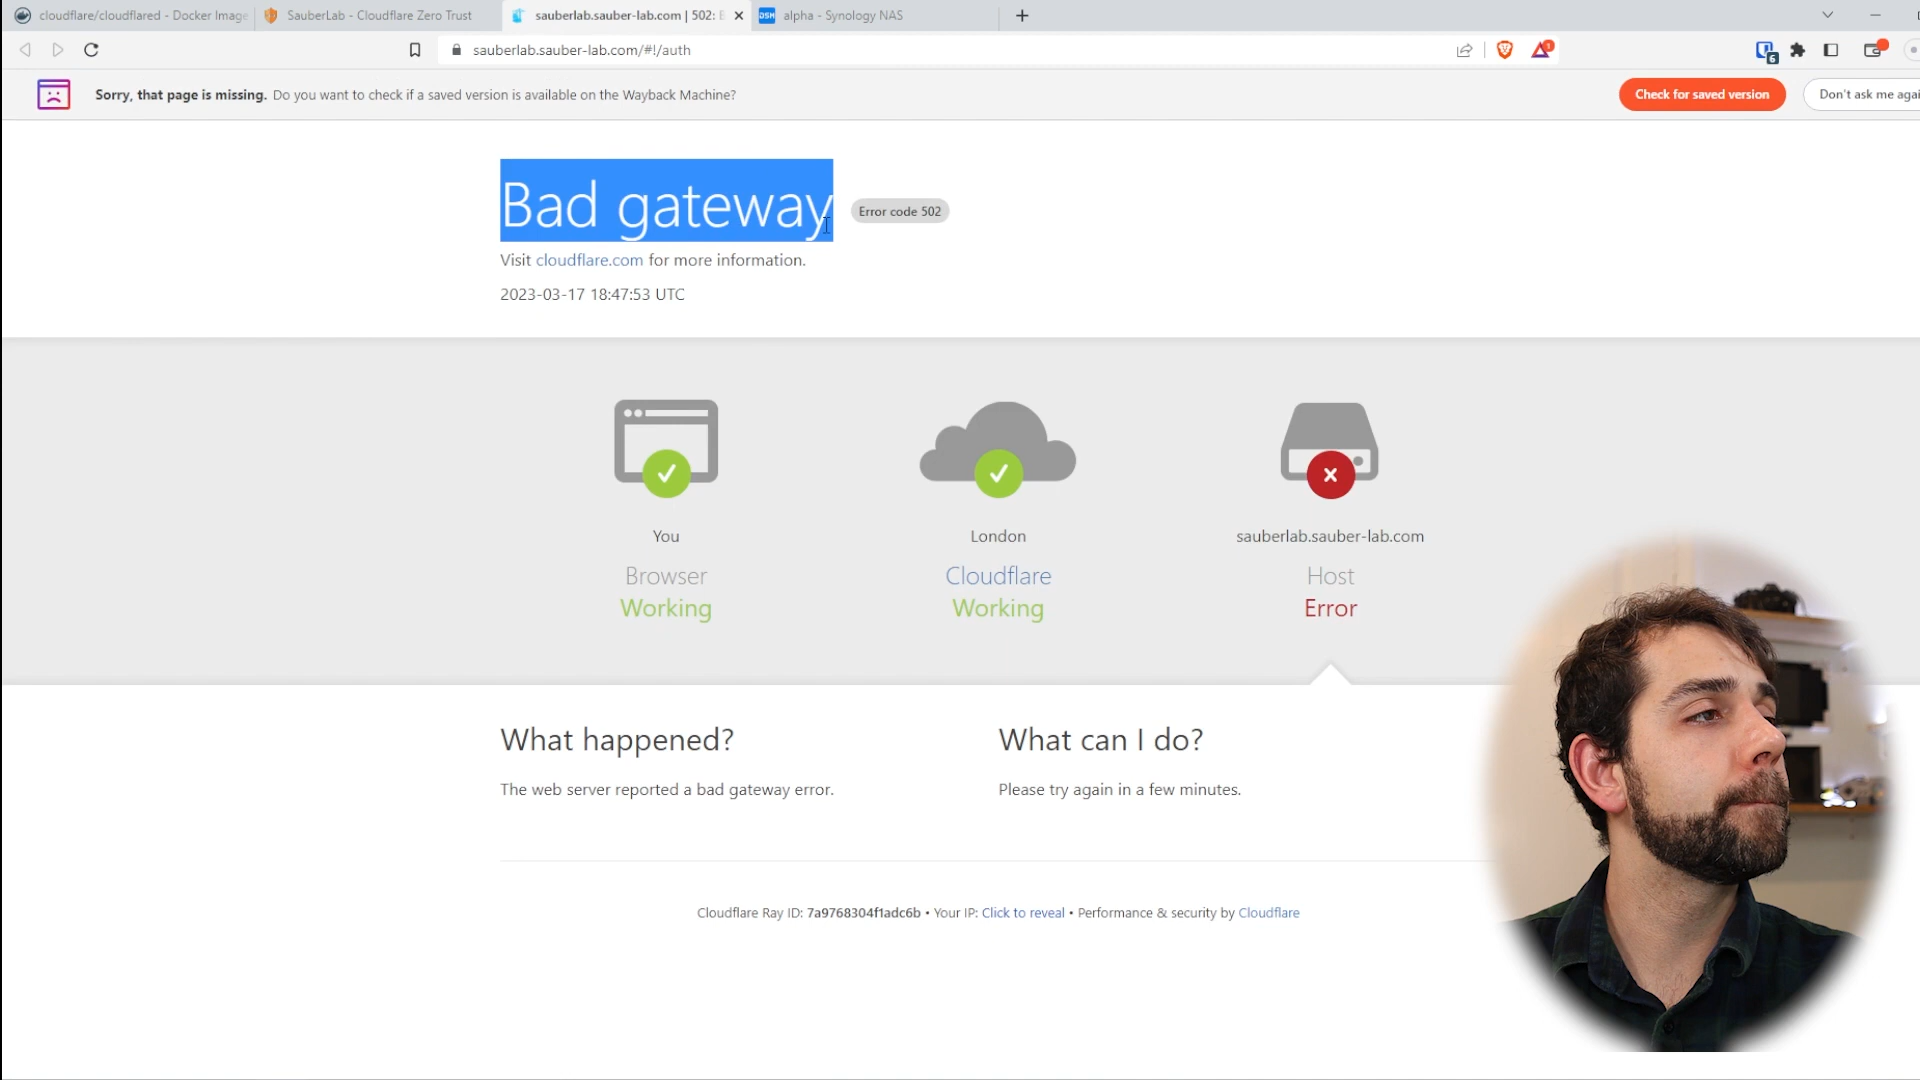 cloudflare/cloudflared - Docker Image
SauberLab - Cloudflare Zero Trust
sauberlab.sauber-lab.com | 502: B
DSM
alpha - Synology NAS
sauberlab.sauber-lab.com/#!/auth
1
6
Sorry, that page is missing. Do you want to check if a saved version is available on the Wayback Machine?
Check for saved version
Don't ask me again
Bad gateway
Error code 502
Visit cloudflare.com for more information.
2023-03-17 18:47:53 UTC
You
London
sauberlab.sauber-lab.com
Browser
Cloudflare
Host
Working
Working
Error
What happened?
What can I do?
The web server reported a bad gateway error.
Please try again in a few minutes.
Cloudflare Ray ID: 7a9768304f1adc6b • Your IP: Click to reveal • Performance & security by Cloudflare